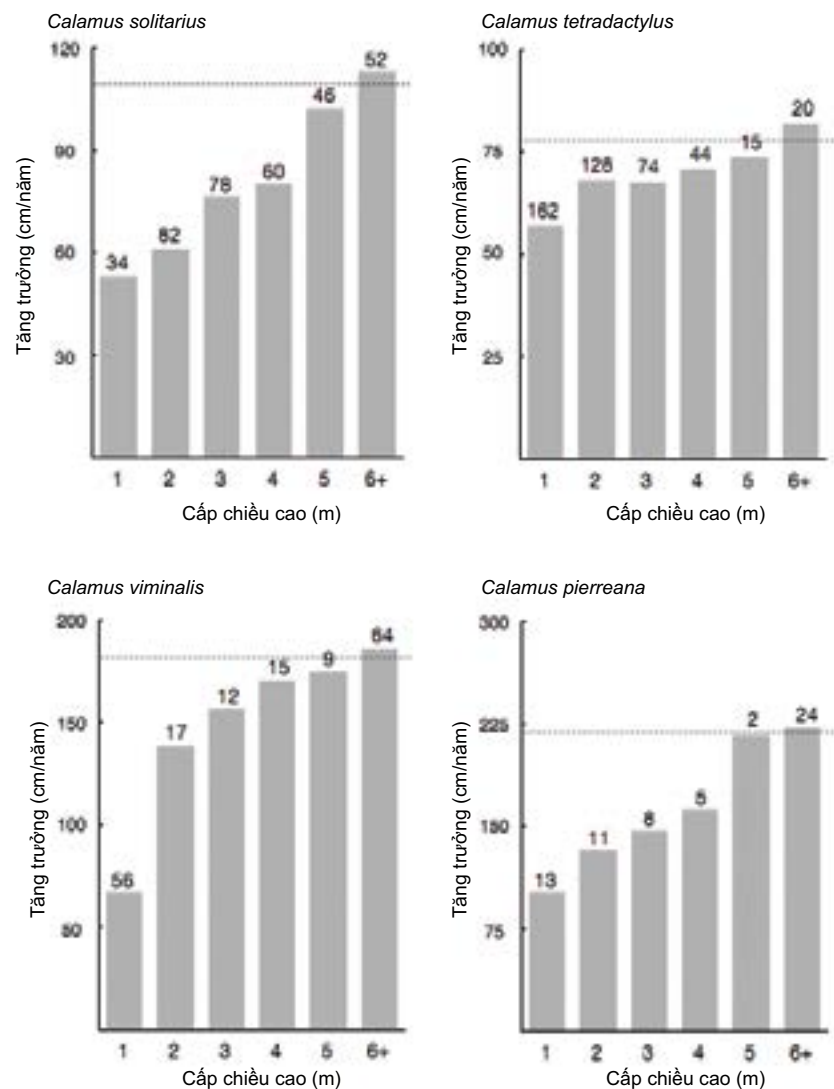 Calamus solitarius
120
90
60
30
34
82
78
60
46
52
1 2 3 4 5 6+
Tăng trưởng (cm/năm)
Cấp chiều cao (m)
Calamus tetradactylus
100
75
50
25
162
128
74
44
15
20
1 2 3 4 5 6+
Tăng trưởng (cm/năm)
Cấp chiều cao (m)
Calamus viminalis
200
150
100
50
56
17
12
15
9
64
1 2 3 4 5 6+
Tăng trưởng (cm/năm)
Cấp chiều cao (m)
Calamus pierreana
300
225
150
75
13
11
8
5
2
24
1 2 3 4 5 6+
Tăng trưởng (cm/năm)
Cấp chiều cao (m)